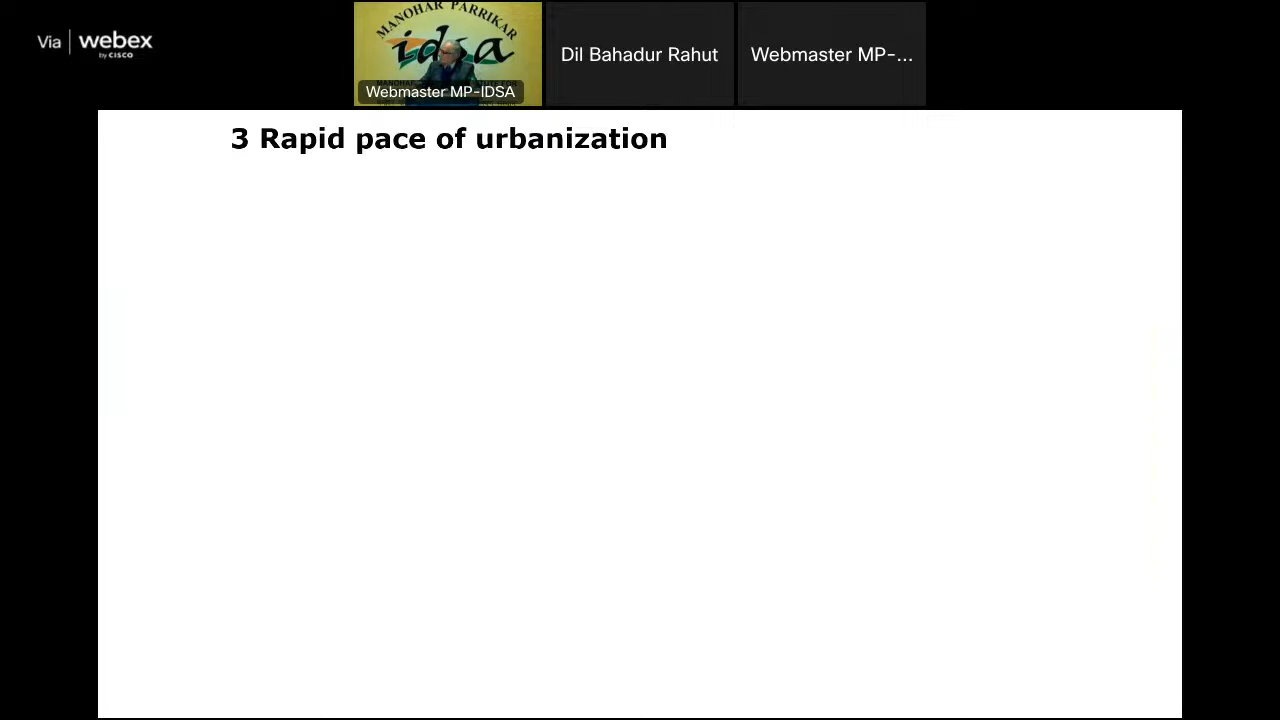 Via webex
by CISCO
MANOHAR PARRIKAR
idsa
Webmaster MP-IDSA
Dil Bahadur Rahut
Webmaster MP-...
3 Rapid pace of urbanization